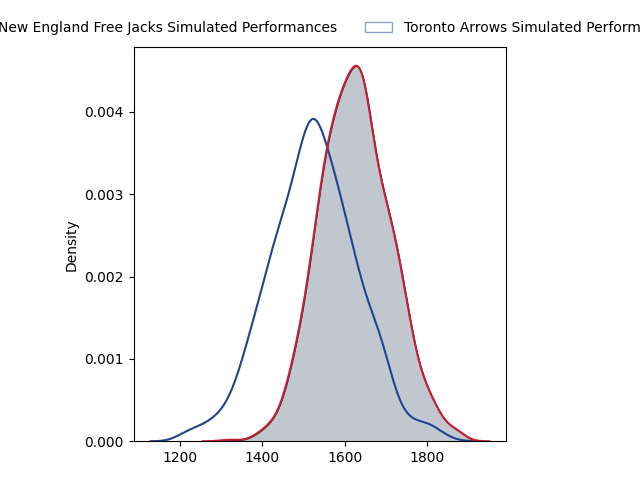 New England Free Jacks Simulated Performances
Toronto Arrows Simulated Perform
Density
0.004
0.003
0.002
0.001
0.000
1200 1400 1600 1800